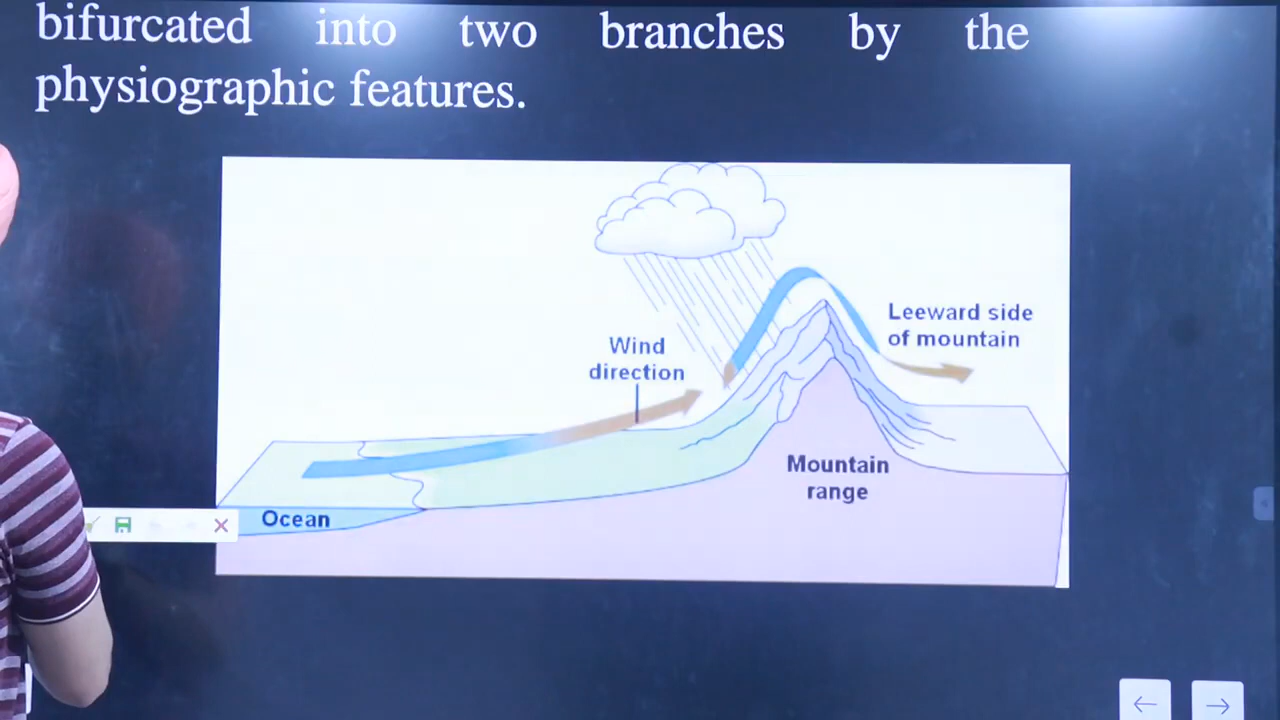 bifurcated into two branches by the
physiographic features.
Leeward side
of mountain
Wind
direction
Mountain
range
Ocean